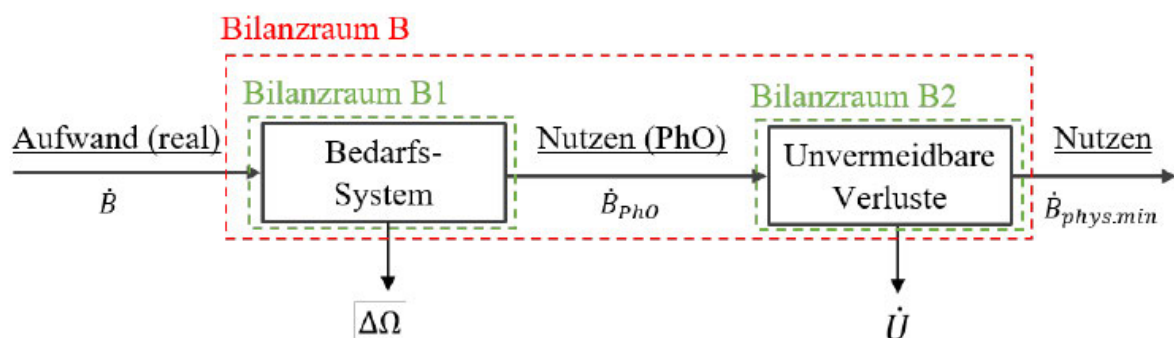 Bilanzraum B
Bilanzraum B1
Bilanzraum B2
Aufwand (real)
Ḃ
Bedarfs-
System
Nutzen (PhO)
Ḃ_PhO
Unvermeidbare
Verluste
Nutzen
Ḃ_phys.min
ΔΩ
U̇